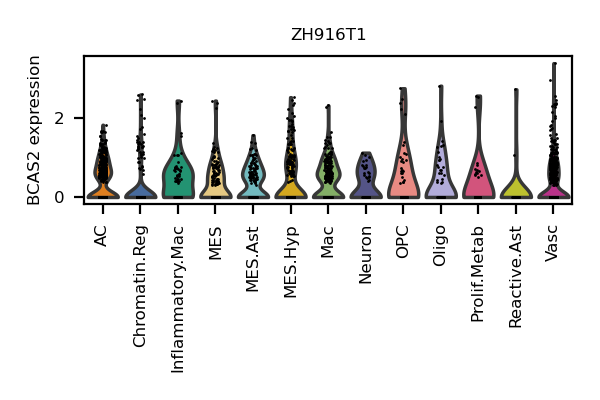 ZH916T1
BCAS2 expression
2
0
AC
Chromatin.Reg
Inflammatory.Mac
MES
MES.Ast
MES.Hyp
Mac
Neuron
OPC
Oligo
Prolif.Metab
Reactive.Ast
Vasc